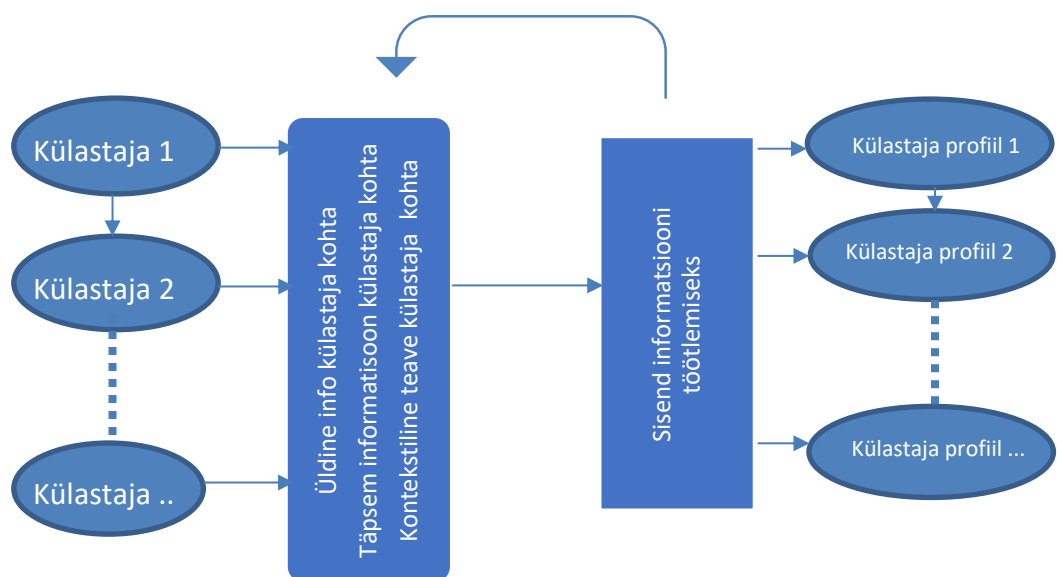 Külastaja 1
Külastaja 2
Külastaja ..
Üldine info külastaja kohta
Täpsem informatisoon külastaja kohta
Kontekstiline teave külastaja kohta
Sisend informatsiooni
töötlemiseks
Külastaja profiil 1
Külastaja profiil 2
Külastaja profiil ...